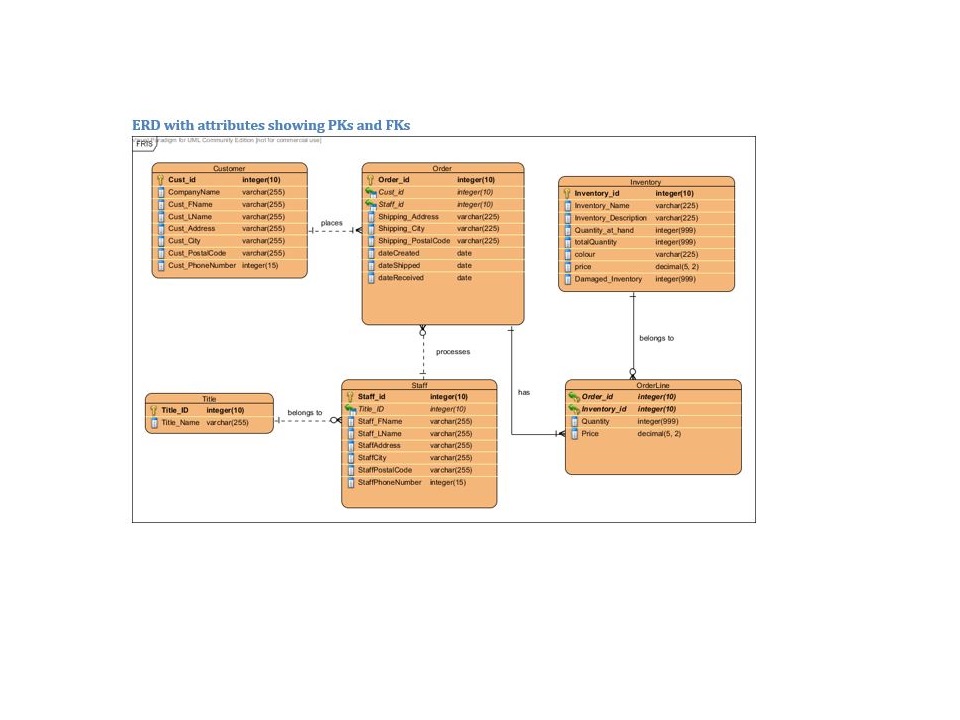 ERD with attributes showing PKs and FKs
Visual Paradigm for UML Community Edition [not for commercial use]
FRIS
Customer
Cust_id integer(10)
CompanyName varchar(255)
Cust_FName varchar(255)
Cust_LName varchar(255)
Cust_Address varchar(255)
Cust_City varchar(255)
Cust_PostalCode varchar(255)
Cust_PhoneNumber integer(15)
places
Order
Order_id integer(10)
Cust_id integer(10)
Staff_id integer(10)
Shipping_Address varchar(225)
Shipping_City varchar(225)
Shipping_PostalCode varchar(225)
dateCreated date
dateShipped date
dateReceived date
Inventory
Inventory_id integer(10)
Inventory_Name varchar(225)
Inventory_Description varchar(225)
Quantity_at_hand integer(999)
totalQuantity integer(999)
colour varchar(225)
price decimal(5, 2)
Damaged_Inventory integer(999)
processes
has
belongs to
Title
Title_ID integer(10)
Title_Name varchar(255)
belongs to
Staff
Staff_id integer(10)
Title_ID integer(10)
Staff_FName varchar(255)
Staff_LName varchar(255)
StaffAddress varchar(255)
StaffCity varchar(255)
StaffPostalCode varchar(255)
StaffPhoneNumber integer(15)
OrderLine
Order_id integer(10)
Inventory_id integer(10)
Quantity integer(999)
Price decimal(5, 2)